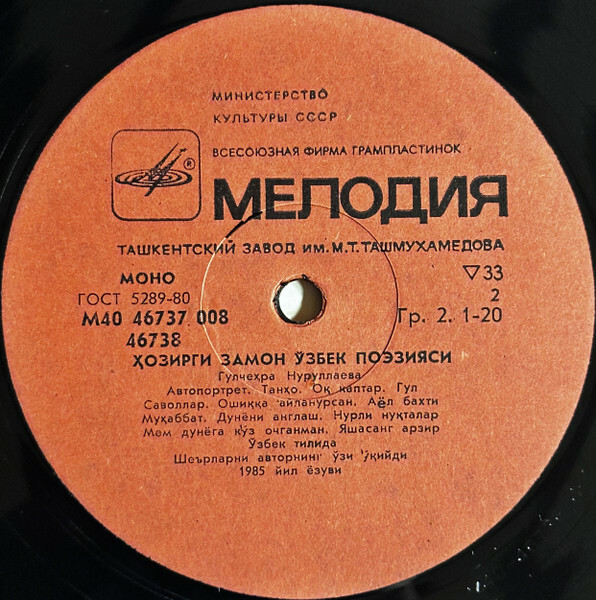 МИНИСТЕРСТВО
КУЛЬТУРЫ СССР
ВСЕСОЮЗНАЯ ФИРМА ГРАМПЛАСТИНОК
®
МЕЛОДИЯ
ТАШКЕНТСКИЙ ЗАВОД ИМ. М.Т.ТАШМУХАМЕДОВА
МОНО ▽33
ГОСТ 5289-80 2
М40 46737 008 Гр. 2. 1-20
46738
ҲОЗИРГИ ЗАМОН ЎЗБЕК ПОЭЗИЯСИ
Гулчеҳра Нуруллаева
Автопортрет. Танҳо. Оқ каптар. Гул
Саволлар. Ошиққа айланурсан. Аёл бахти
Муҳаббат. Дунёни англаш. Нурли нуқталар
Мем дунёга кўз очганман. Яшасанг арзир
Ўзбек тилида
Шеърларни авторнинг ўзи ўқийди
1985 йил ёзуви